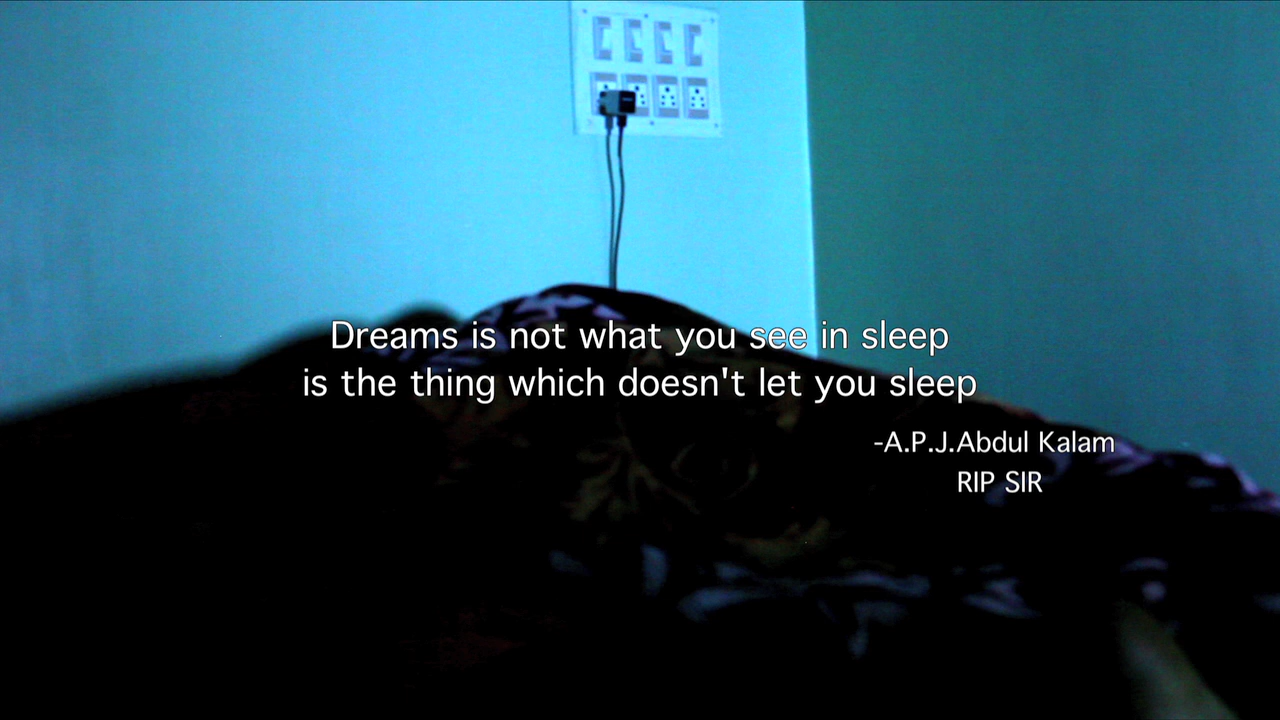 Dreams is not what you see in sleep
is the thing which doesn't let you sleep
-A.P.J.Abdul Kalam
RIP SIR